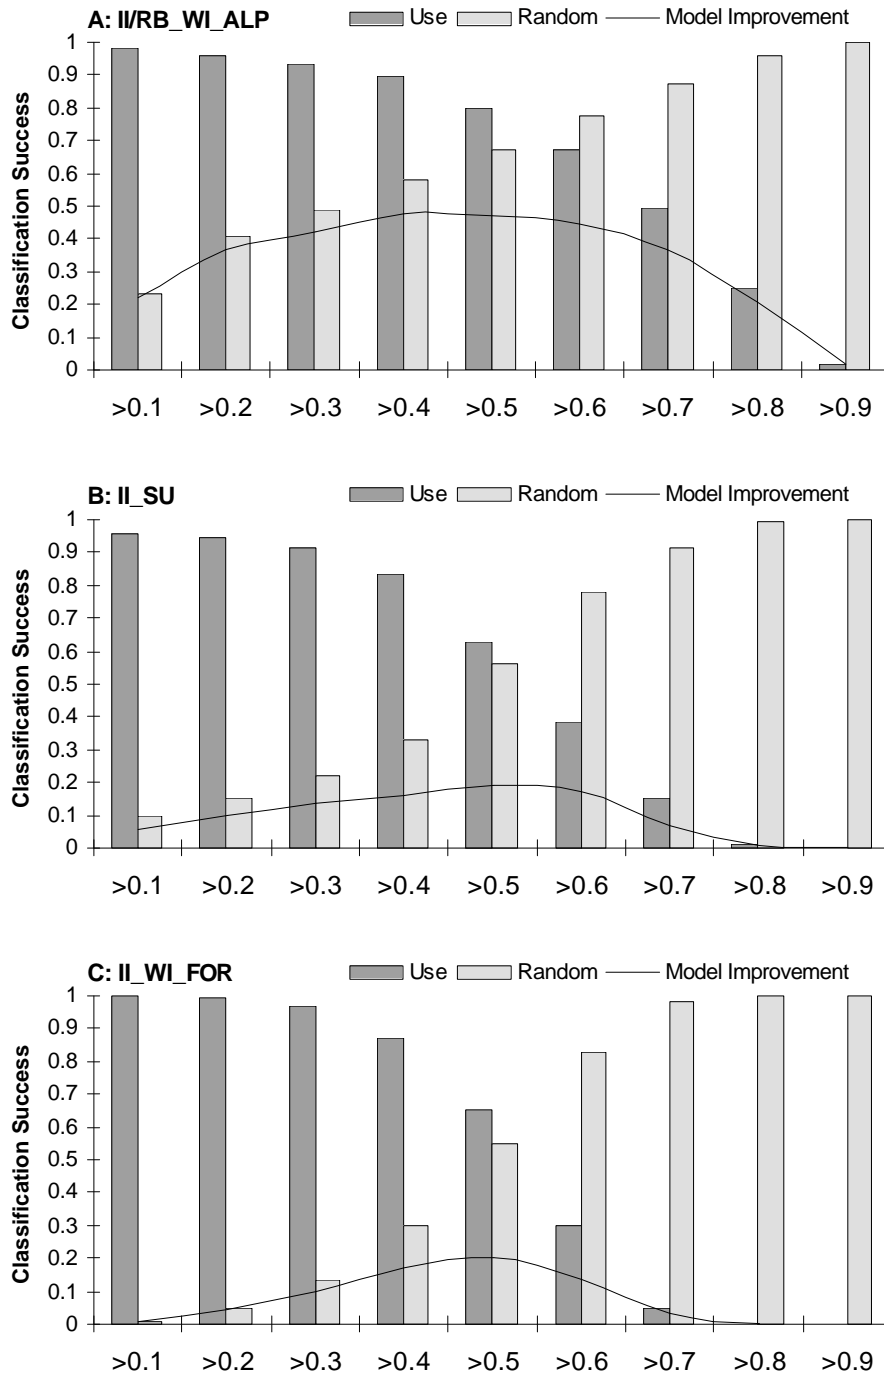 A: II/RB_WI_ALP
Use Random Model Improvement
Classification Success
1
0.9
0.8
0.7
0.6
0.5
0.4
0.3
0.2
0.1
0
>0.1 >0.2 >0.3 >0.4 >0.5 >0.6 >0.7 >0.8 >0.9
B: II_SU
Use Random Model Improvement
Classification Success
1
0.9
0.8
0.7
0.6
0.5
0.4
0.3
0.2
0.1
0
>0.1 >0.2 >0.3 >0.4 >0.5 >0.6 >0.7 >0.8 >0.9
C: II_WI_FOR
Use Random Model Improvement
Classification Success
1
0.9
0.8
0.7
0.6
0.5
0.4
0.3
0.2
0.1
0
>0.1 >0.2 >0.3 >0.4 >0.5 >0.6 >0.7 >0.8 >0.9